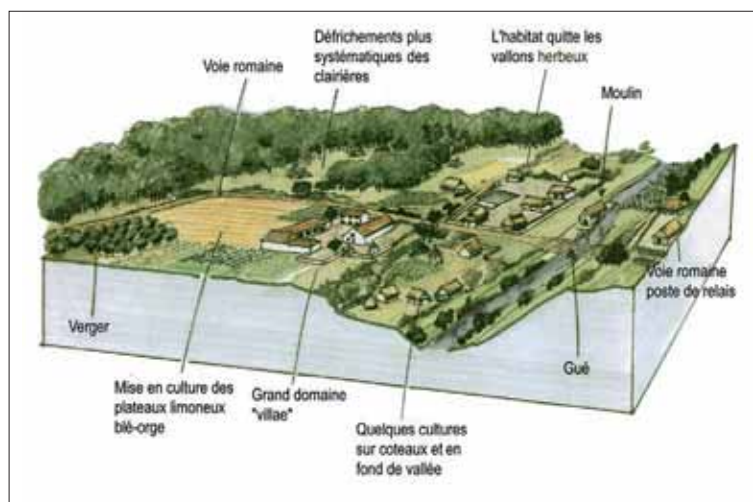 Défrichements plus
systématiques des
clairières
L'habitat quitte les
vallons herbeux
Voie romaine
Moulin
Voie romaine
poste de relais
Verger
Gué
Mise en culture des
plateaux limoneux
blé-orge
Grand domaine
"villae"
Quelques cultures
sur coteaux et en
fond de vallée